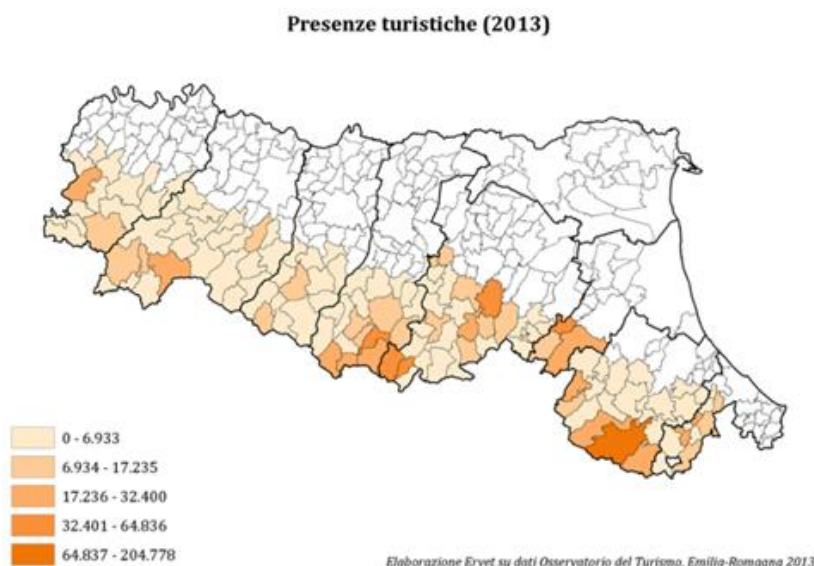 Presenze turistiche (2013)
0 - 6.933
6.934 - 17.235
17.236 - 32.400
32.401 - 64.836
64.837 - 204.778
Elaborazione Ervet su dati Osservatorio del Turismo, Emilia-Romagna 2013